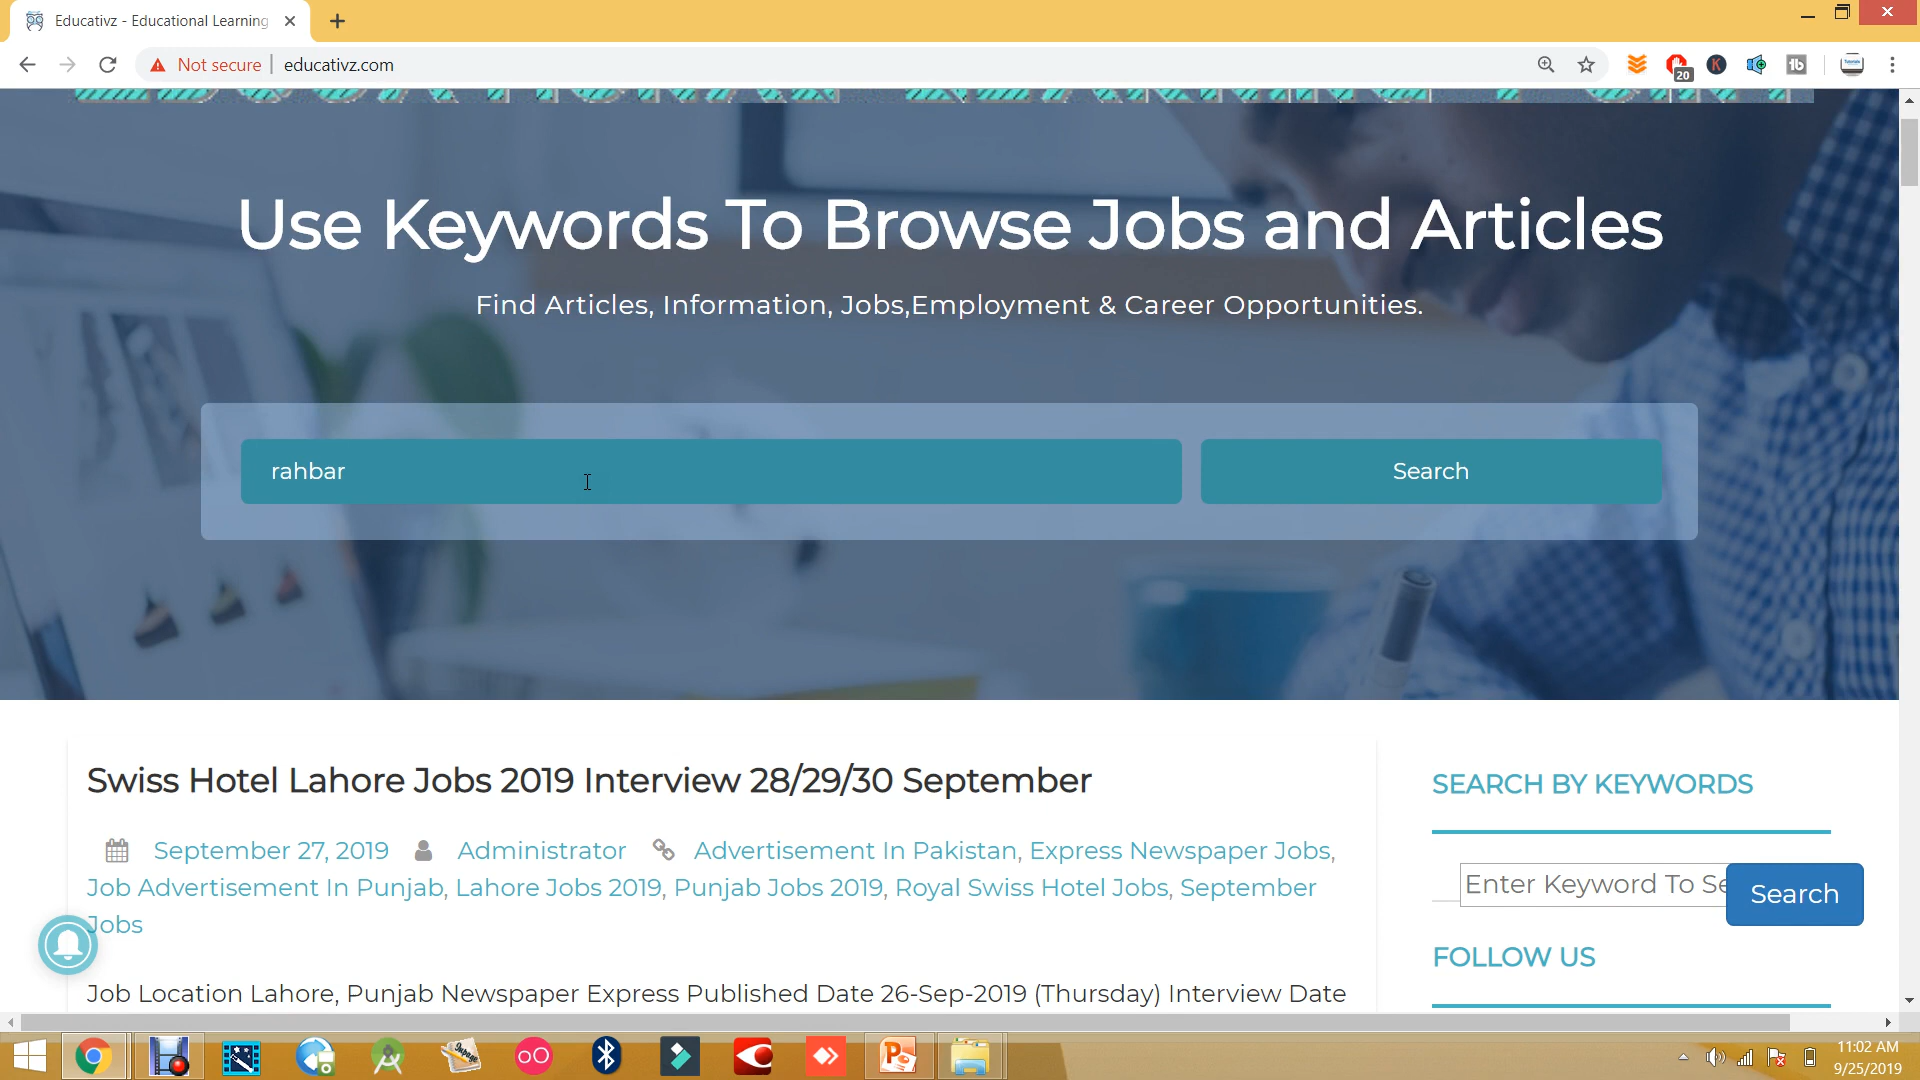 Educativz - Educational Learning
Not secure | educativz.com
20
Use Keywords To Browse Jobs and Articles
Find Articles, Information, Jobs,Employment & Career Opportunities.
rahbar
Search
Swiss Hotel Lahore Jobs 2019 Interview 28/29/30 September
September 27, 2019 Administrator Advertisement In Pakistan, Express Newspaper Jobs,
Job Advertisement In Punjab, Lahore Jobs 2019, Punjab Jobs 2019, Royal Swiss Hotel Jobs, September
Jobs
Job Location Lahore, Punjab Newspaper Express Published Date 26-Sep-2019 (Thursday) Interview Date
SEARCH BY KEYWORDS
Enter Keyword To Se
Search
FOLLOW US
11:02 AM
9/25/2019